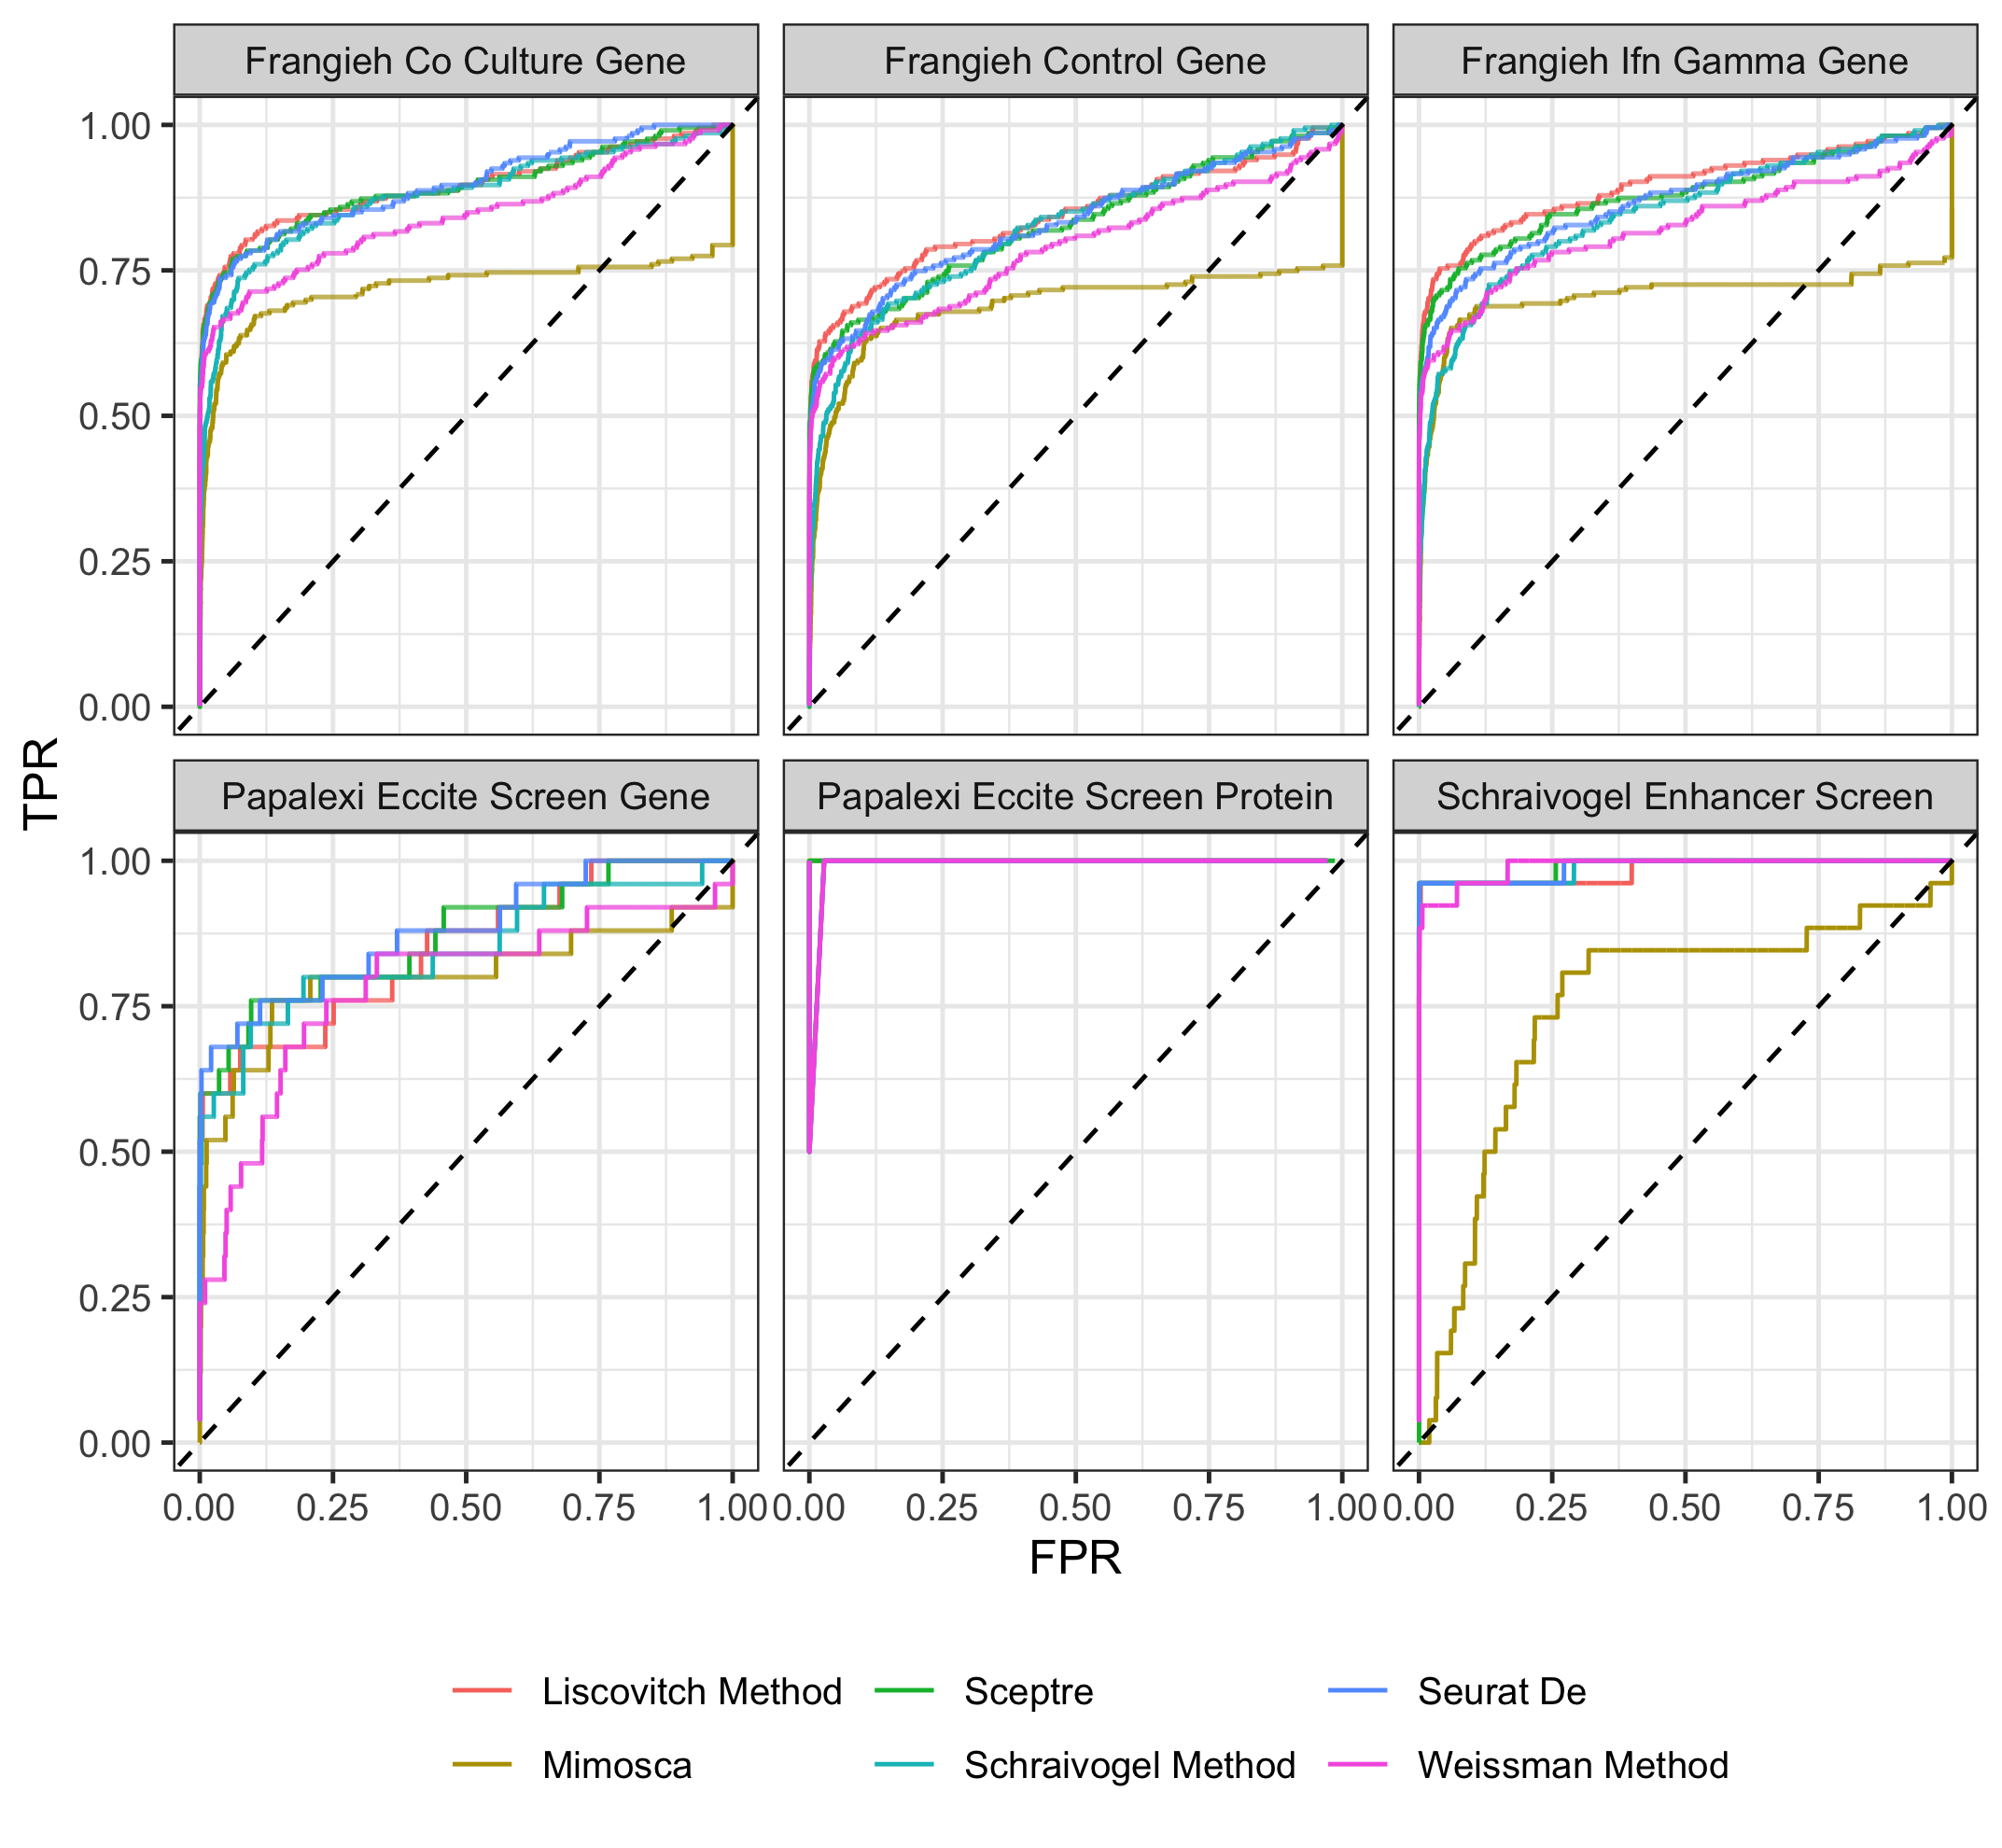 Frangieh Co Culture Gene
Frangieh Control Gene
Frangieh Ifn Gamma Gene
1.00
0.75
0.50
0.25
0.00
TPR
Papalexi Eccite Screen Gene
Papalexi Eccite Screen Protein
Schraivogel Enhancer Screen
1.00
0.75
0.50
0.25
0.00
0.00 0.25 0.50 0.75 1.00
0.00 0.25 0.50 0.75 1.00
0.00 0.25 0.50 0.75 1.00
FPR
Liscovitch Method
Sceptre
Seurat De
Mimosca
Schraivogel Method
Weissman Method